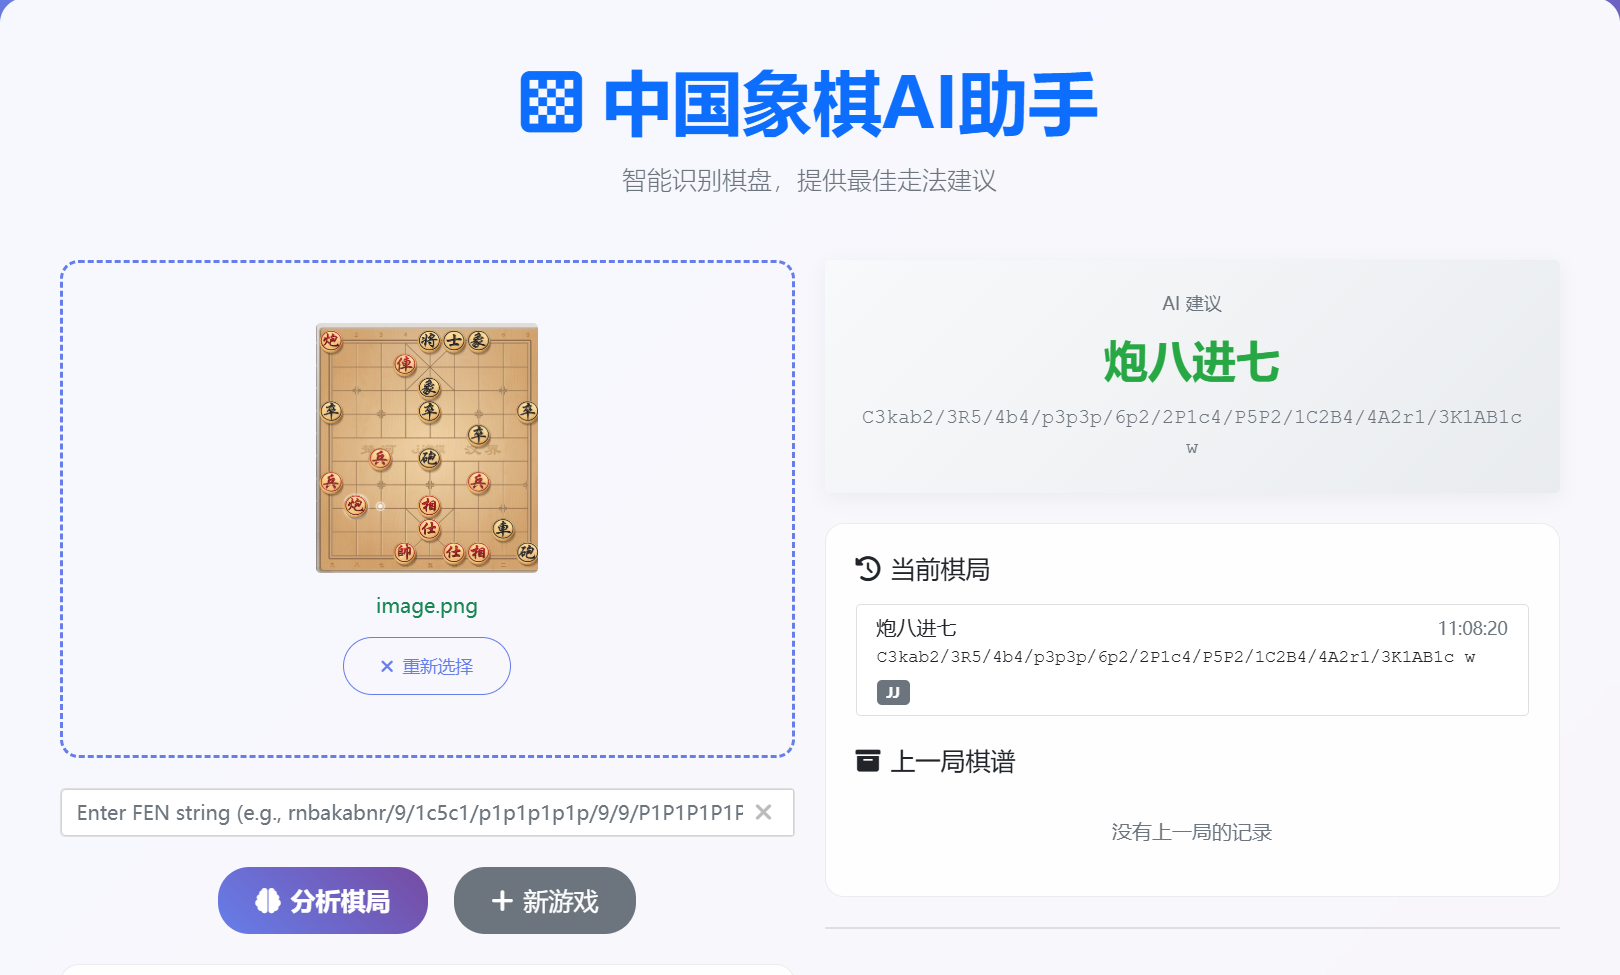 中国象棋AI助手
智能识别棋盘，提供最佳走法建议
炮 将 士 象
俥
象
卒 卒 卒
卒
兵 砲
兵 兵
炮 相
仕 車
帥 仕 相 砲
image.png
× 重新选择
Enter FEN string (e.g., rnbakabnr/9/1c5c1/p1p1p1p1p/9/9/P1P1P1P1P
分析棋局
+ 新游戏
AI 建议
炮八进七
C3kab2/3R5/4b4/p3p3p/6p2/2P1c4/P5P2/1C2B4/4A2r1/3K1AB1c
w
当前棋局
炮八进七 11:08:20
C3kab2/3R5/4b4/p3p3p/6p2/2P1c4/P5P2/1C2B4/4A2r1/3K1AB1c w
JJ
上一局棋谱
没有上一局的记录